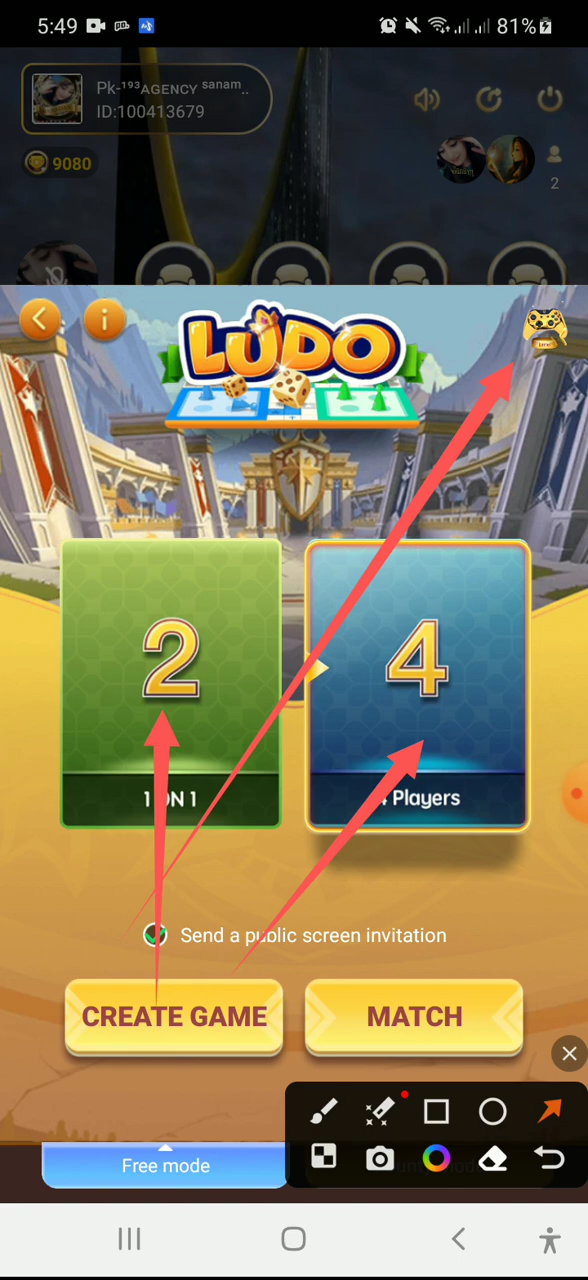 5:49
81%
Pk-¹⁹³ᴀɢᴇɴᴄʏ ˢᵃⁿᵃᵐ..
ID:100413679
9080
2
i
LUDO
2
4
1 ON 1
4 Players
Send a public screen invitation
CREATE GAME
MATCH
Free mode